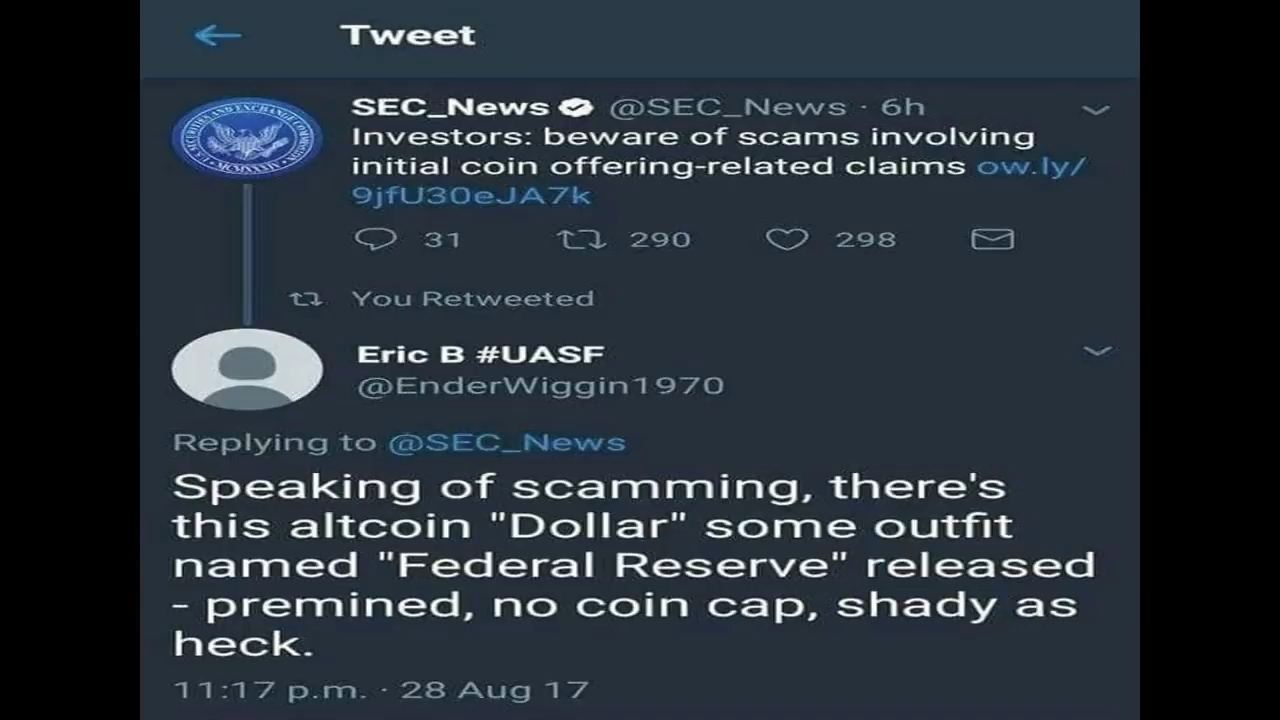 Tweet
SEC_News @SEC_News · 6h
Investors: beware of scams involving
initial coin offering-related claims ow.ly/
9jfU30eJA7k
31 290 298
You Retweeted
Eric B #UASF
@EnderWiggin1970
Replying to @SEC_News
Speaking of scamming, there's
this altcoin "Dollar" some outfit
named "Federal Reserve" released
- premined, no coin cap, shady as
heck.
11:17 p.m. · 28 Aug 17